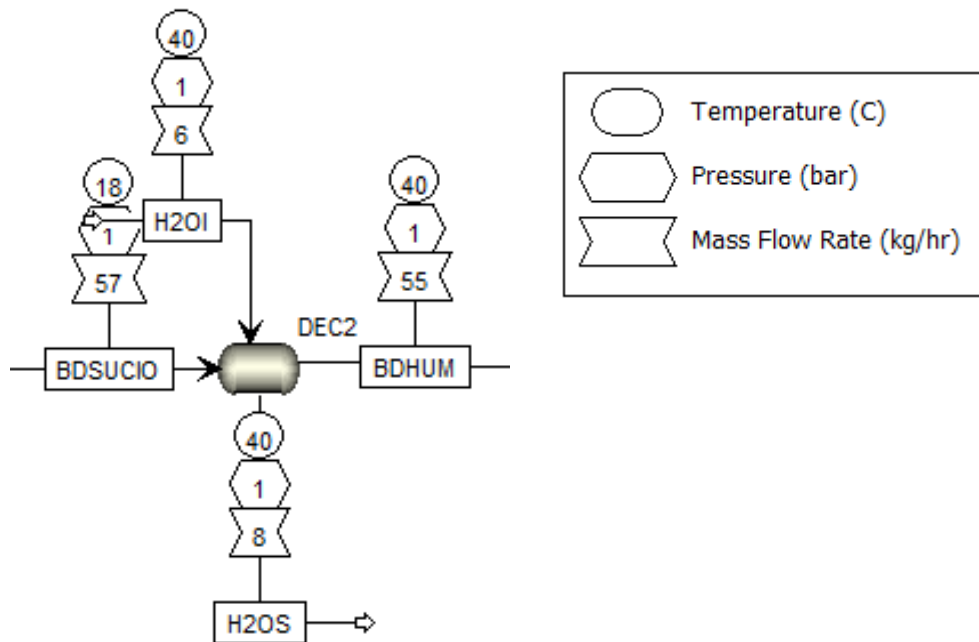 40
1
6
H2OI
18
1
57
BDSUCIO
DEC2
40
1
55
BDHUM
40
1
8
H2OS
Temperature (C)
Pressure (bar)
Mass Flow Rate (kg/hr)